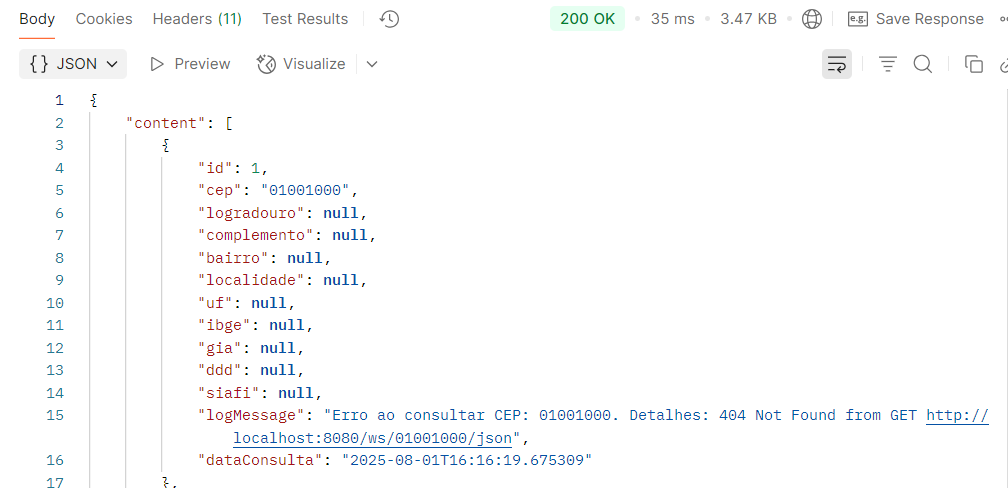 Body Cookies Headers (11) Test Results 200 OK 35 ms 3.47 KB e.g. Save Response
{} JSON Preview Visualize
1 {
2 "content": [
3 {
4 "id": 1,
5 "cep": "01001000",
6 "logradouro": null,
7 "complemento": null,
8 "bairro": null,
9 "localidade": null,
10 "uf": null,
11 "ibge": null,
12 "gia": null,
13 "ddd": null,
14 "siafi": null,
15 "logMessage": "Erro ao consultar CEP: 01001000. Detalhes: 404 Not Found from GET http://
localhost:8080/ws/01001000/json",
16 "dataConsulta": "2025-08-01T16:16:19.675309"
17 },